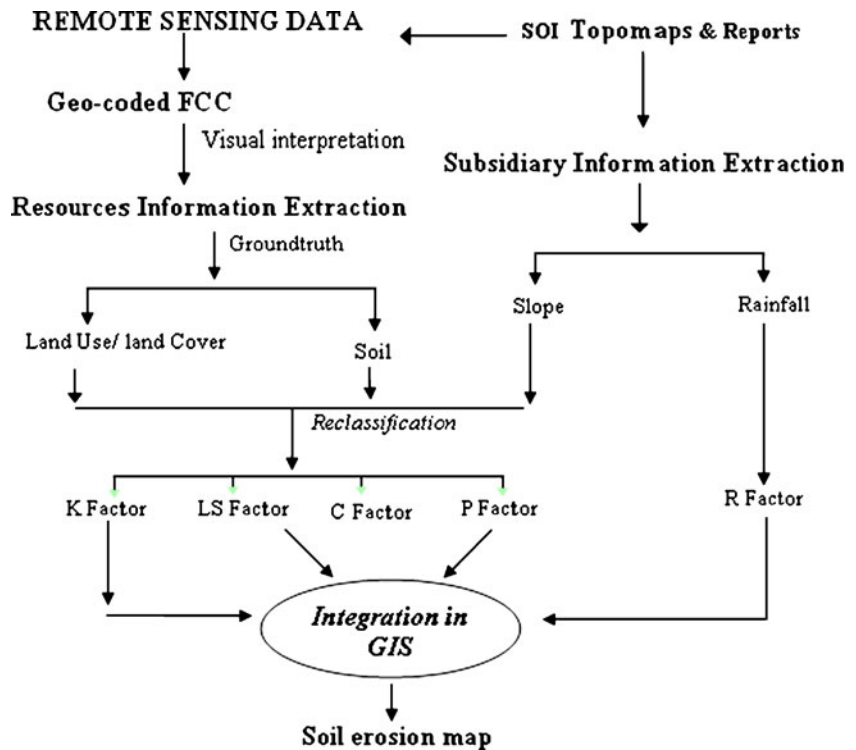 REMOTE SENSING DATA
SOI Topomaps & Reports
Geo-coded FCC
Visual interpretation
Subsidiary Information Extraction
Resources Information Extraction
Groundtruth
Slope
Rainfall
Land Use/ land Cover
Soil
Reclassification
K Factor
LS Factor
C Factor
P Factor
R Factor
Integration in
GIS
Soil erosion map